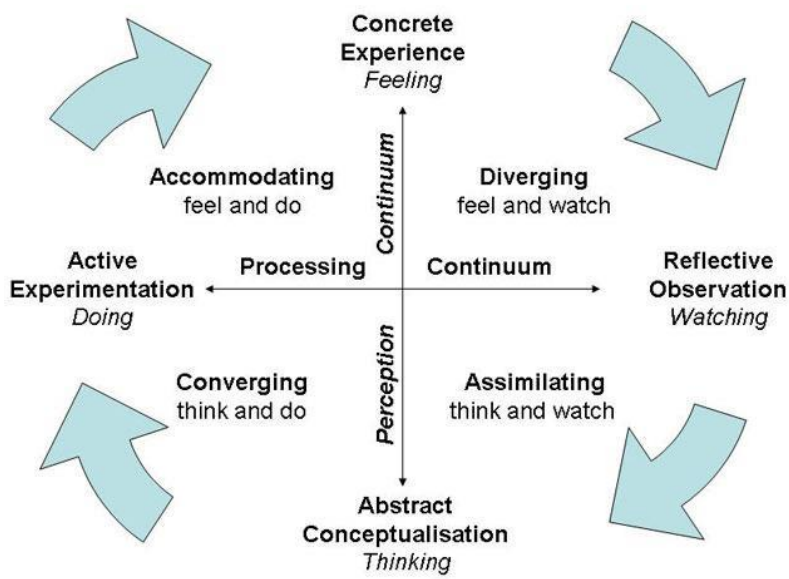 Concrete
Experience
Feeling
Accommodating
feel and do
Continuum
Diverging
feel and watch
Active
Experimentation
Doing
Processing
Continuum
Reflective
Observation
Watching
Converging
think and do
Perception
Assimilating
think and watch
Abstract
Conceptualisation
Thinking